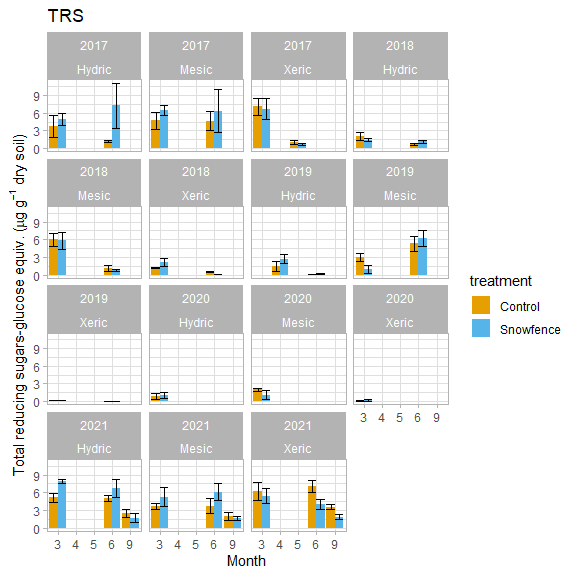 TRS
2017 2017 2017 2018
Hydric Mesic Xeric Hydric
9
6
3
0
2018 2018 2019 2019
Mesic Xeric Hydric Mesic
9
6
3
0
2019 2020 2020 2020
Xeric Hydric Mesic Xeric
9
6
3
0
3 4 5 6 9
2021 2021 2021
Hydric Mesic Xeric
9
6
3
0
3 4 5 6 9 3 4 5 6 9 3 4 5 6 9
Month
Total reducing sugars-glucose equiv. (μg g⁻¹ dry soil)
treatment
Control
Snowfence